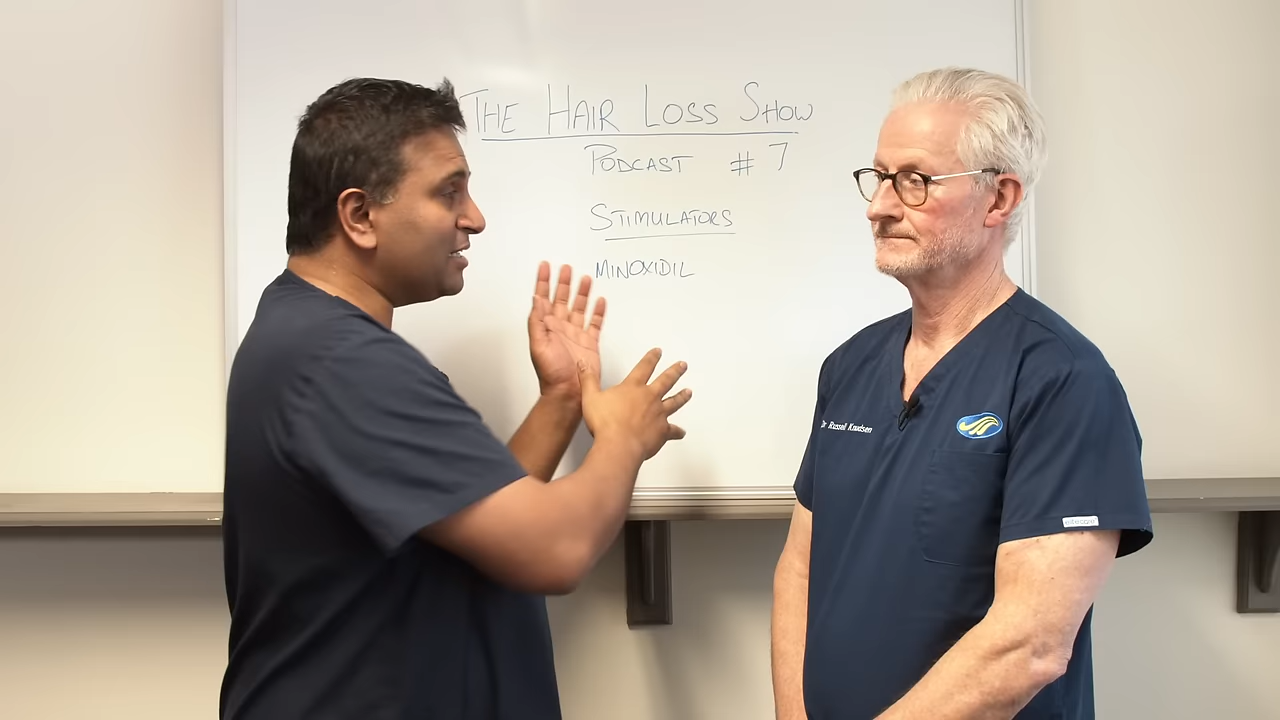 THE HAIR LOSS SHOW
PODCAST # 7
STIMULATORS
MINOXIDIL
Dr Russell Knudsen